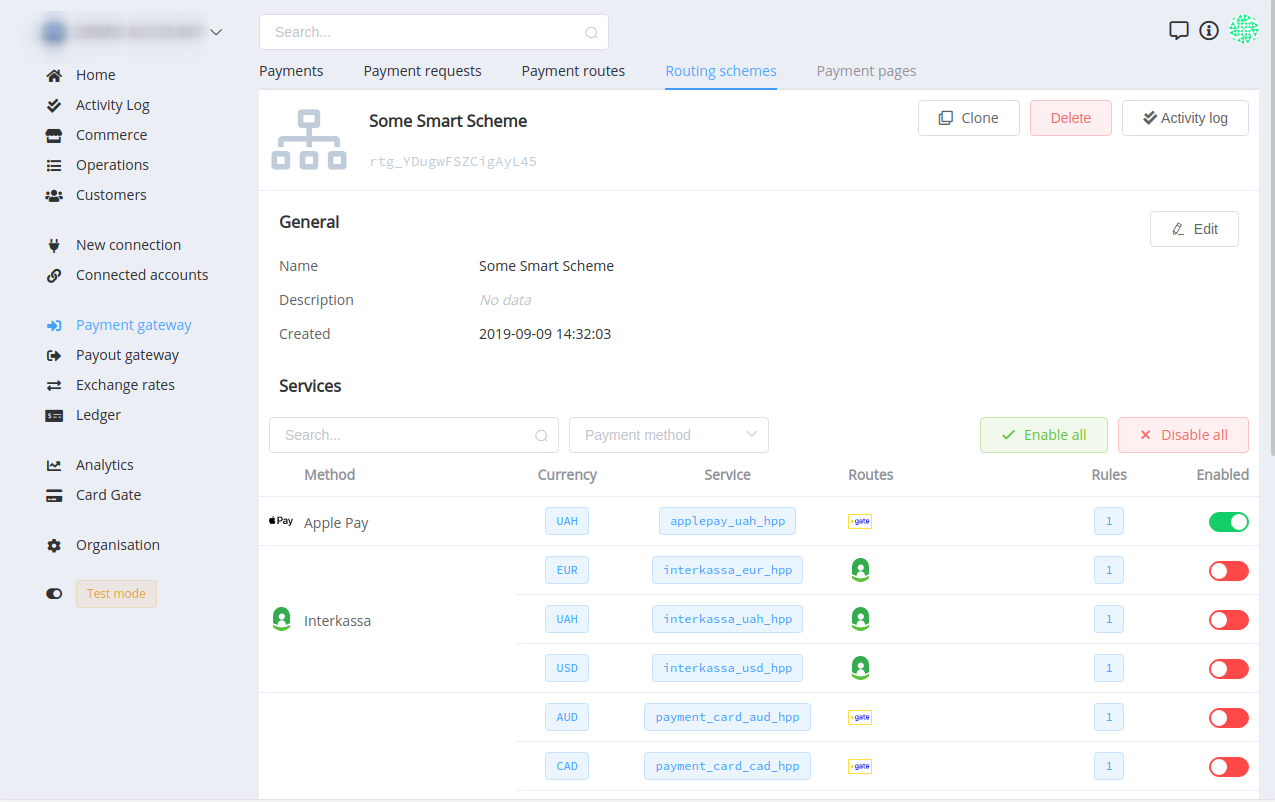 Search...
Home
Activity Log
Commerce
Operations
Customers
New connection
Connected accounts
Payment gateway
Payout gateway
Exchange rates
Ledger
Analytics
Card Gate
Organisation
Test mode
Payments Payment requests Payment routes Routing schemes Payment pages
Some Smart Scheme
rtg_YDugwFSZCigAyL45
Clone Delete Activity log
General
Edit
Name Some Smart Scheme
Description No data
Created 2019-09-09 14:32:03
Services
Search... Payment method Enable all Disable all
Method Currency Service Routes Rules Enabled
Pay Apple Pay UAH applepay_uah_hpp gate 1
EUR interkassa_eur_hpp 1
Interkassa UAH interkassa_uah_hpp 1
USD interkassa_usd_hpp 1
AUD payment_card_aud_hpp gate 1
CAD payment_card_cad_hpp gate 1